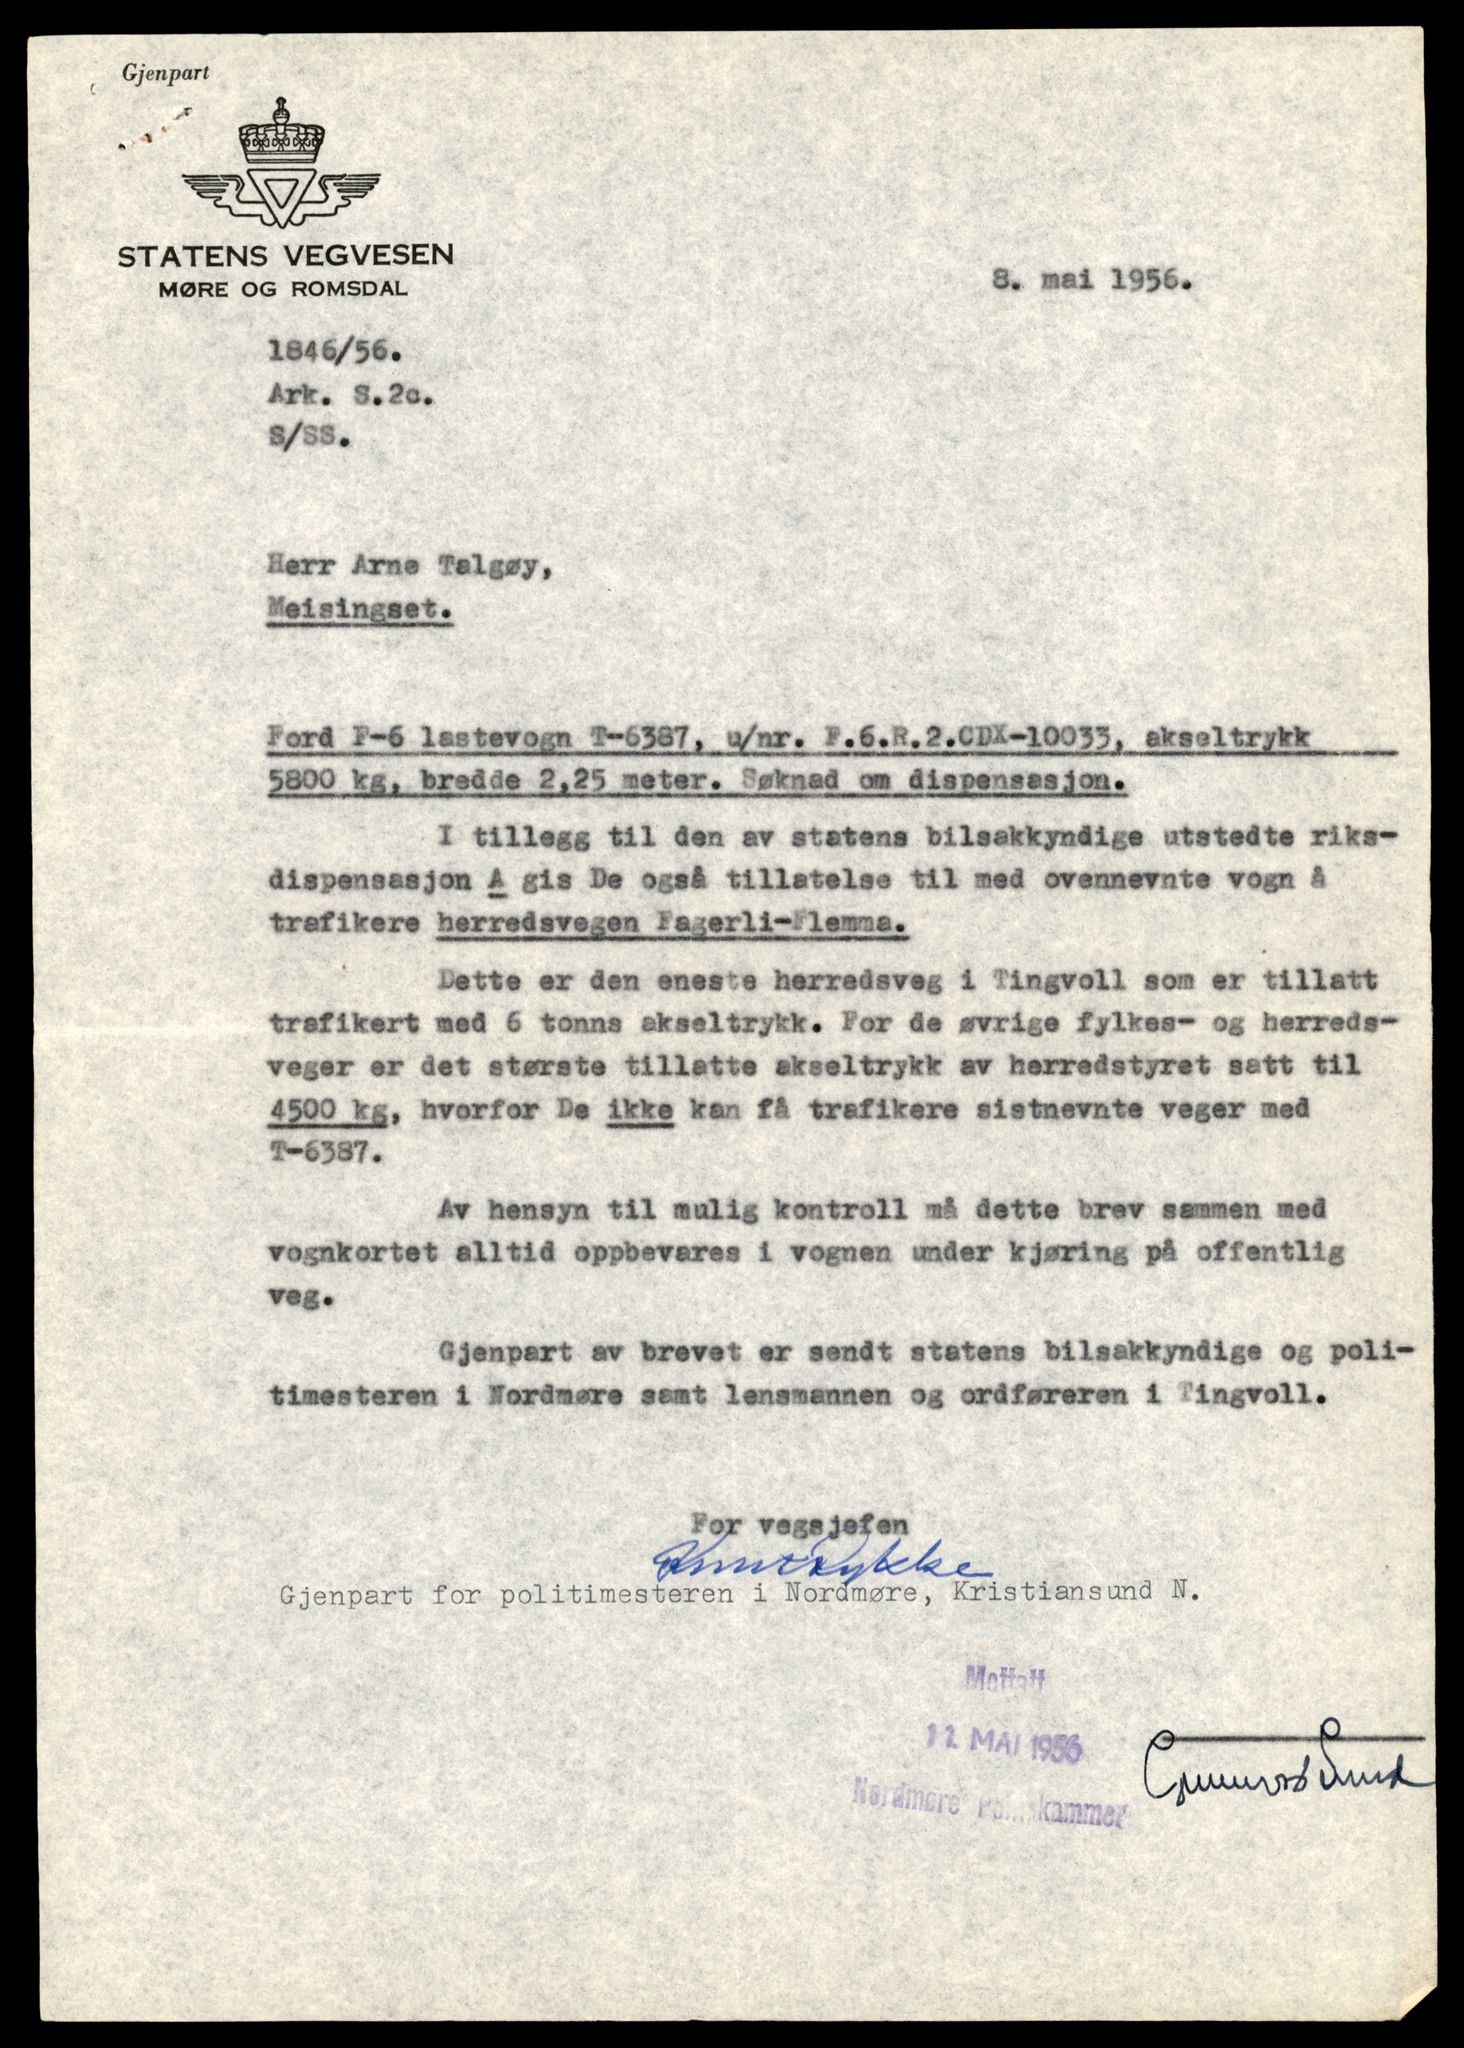 Gjenpart
STATENS VEGVESEN
MØRE OG ROMSDAL
8. mai 1956.
1846/56.
Ark. S.2c.
S/SS.
Herr Arne Talgøy,
Meisingset.
Ford F-6 lastevogn T-6387, u/nr. F.6.R.2.CDX-10033, akseltrykk
5800 kg, bredde 2,25 meter. Søknad om dispensasjon.
I tillegg til den av statens bilsakkyndige utstedte riks-
dispensasjon A gis De også tillatelse til med ovennevnte vogn å
trafikere herredsvegen Fagerli-Flemma.
Dette er den eneste herredsveg i Tingvoll som er tillatt
trafikert med 6 tonns akseltrykk. For de øvrige fylkes- og herreds-
veger er det største tillatte akseltrykk av herredstyret satt til
4500 kg, hvorfor De ikke kan få trafikere sistnevnte veger med
T-6387.
Av hensyn til mulig kontroll må dette brev sammen med
vognkortet alltid oppbevares i vognen under kjøring på offentlig
veg.
Gjenpart av brevet er sendt statens bilsakkyndige og poli-
timesteren i Nordmøre samt lensmannen og ordføreren i Tingvoll.
For vegsjefen
Gjenpart for politimesteren i Nordmøre, Kristiansund N.
Mottatt
11 MAI 1956
Nordmøre Politikammer